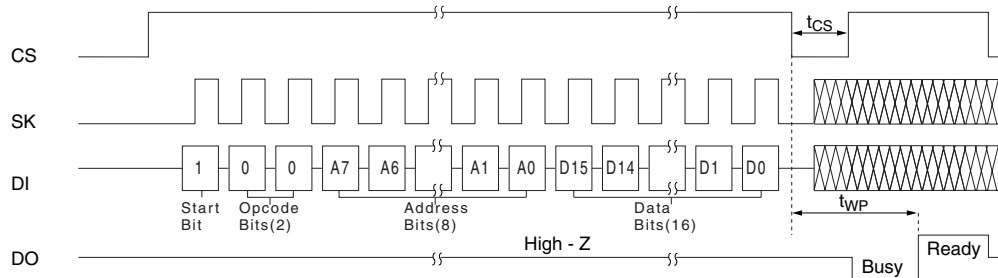 CS
tCS
SK
DI
1 0 0 A7 A6 A1 A0 D15 D14 D1 D0
Start
Bit
Opcode
Bits(2)
Address
Bits(8)
Data
Bits(16)
tWP
DO
High - Z
Busy
Ready